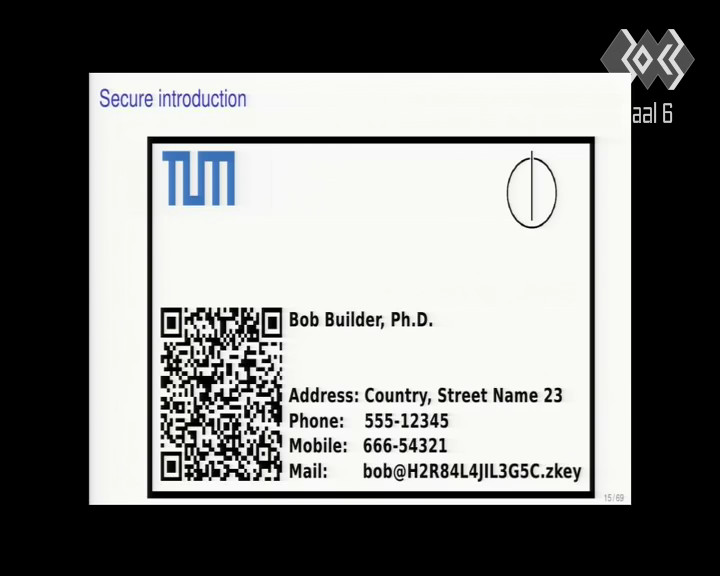 Secure introduction
aal 6
TUM
Bob Builder, Ph.D.
Address: Country, Street Name 23
Phone: 555-12345
Mobile: 666-54321
Mail: bob@H2R84L4JIL3G5C.zkey
15/69